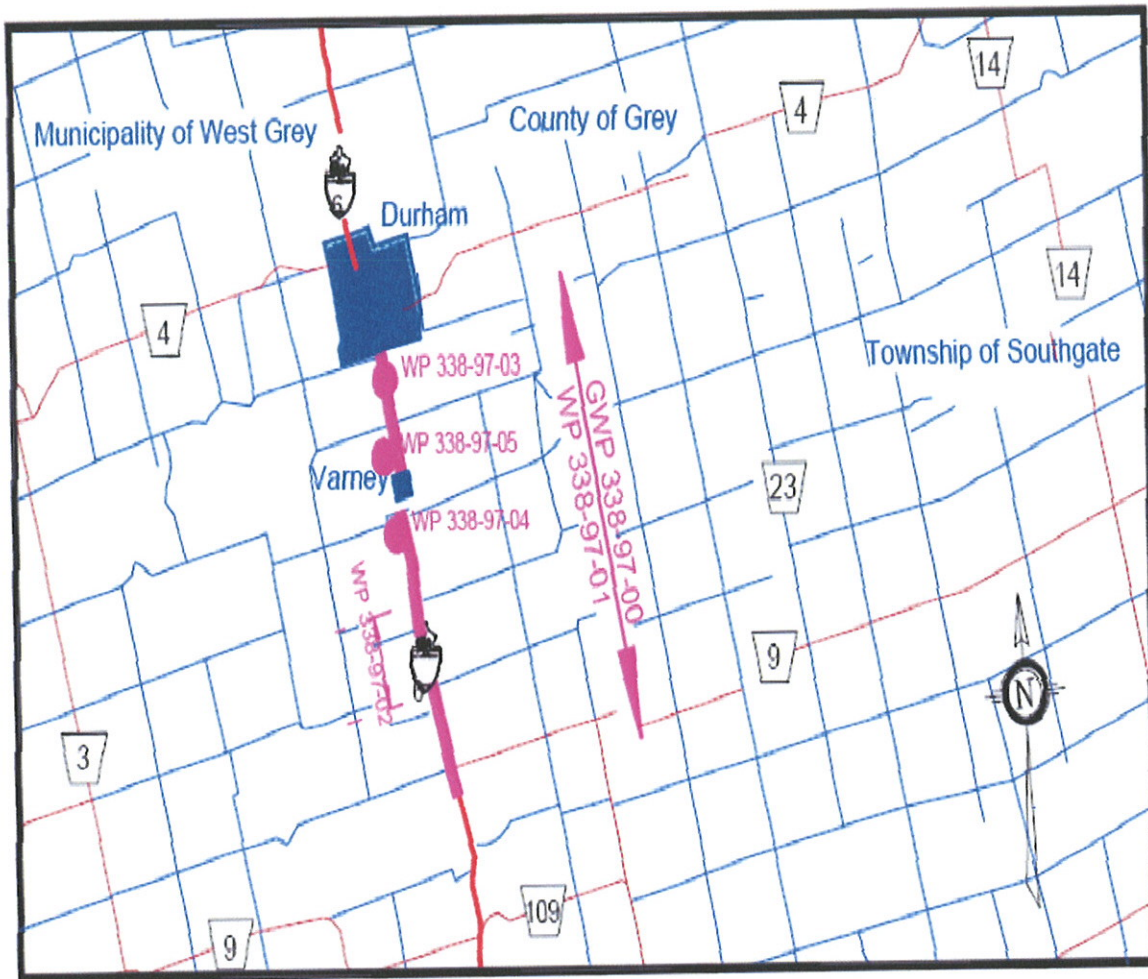 14
4
County of Grey
Municipality of West Grey
6
Durham
14
4
Township of Southgate
WP 338-97-03
GWP 338-97-00
WP 338-97-01
WP 338-97-05
Varney
23
WP 338-97-04
WP 338-97-02
9
N
3
109
9